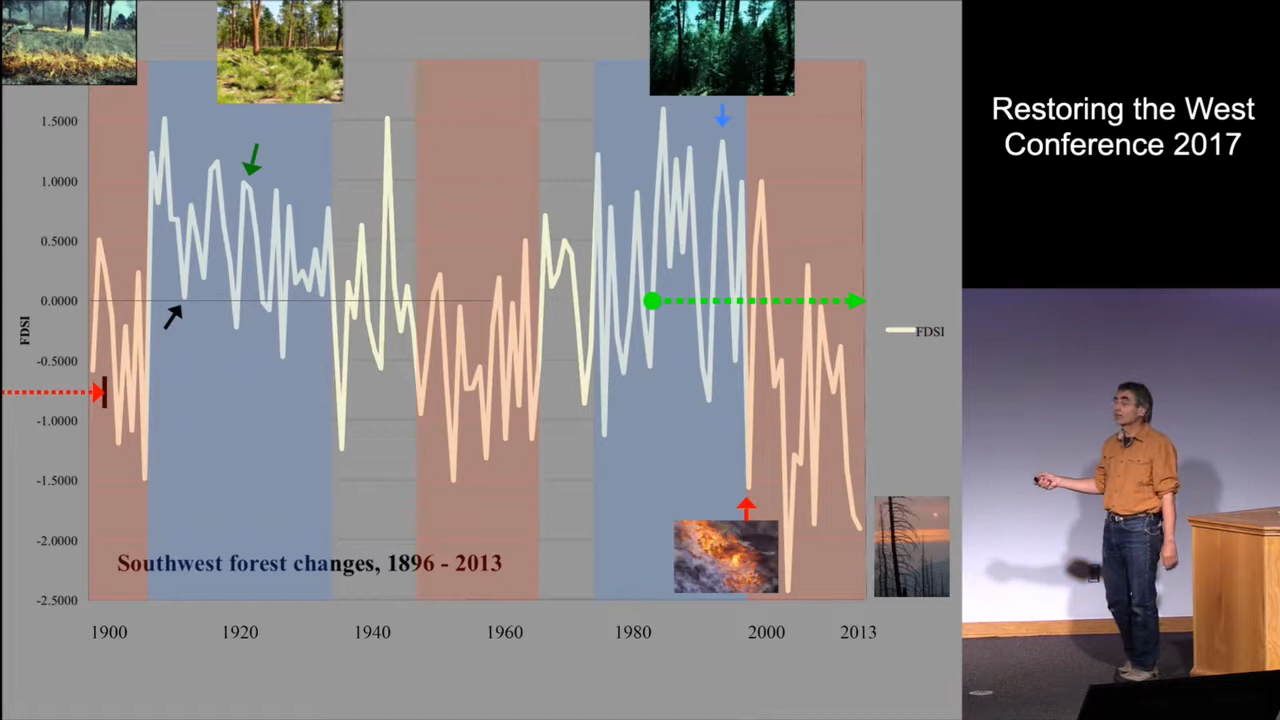 1.5000
1.0000
0.5000
0.0000
-0.5000
-1.0000
-1.5000
-2.0000
-2.5000
FDSI
Southwest forest changes, 1896 - 2013
1900 1920 1940 1960 1980 2000 2013
FDSI
Restoring the West
Conference 2017